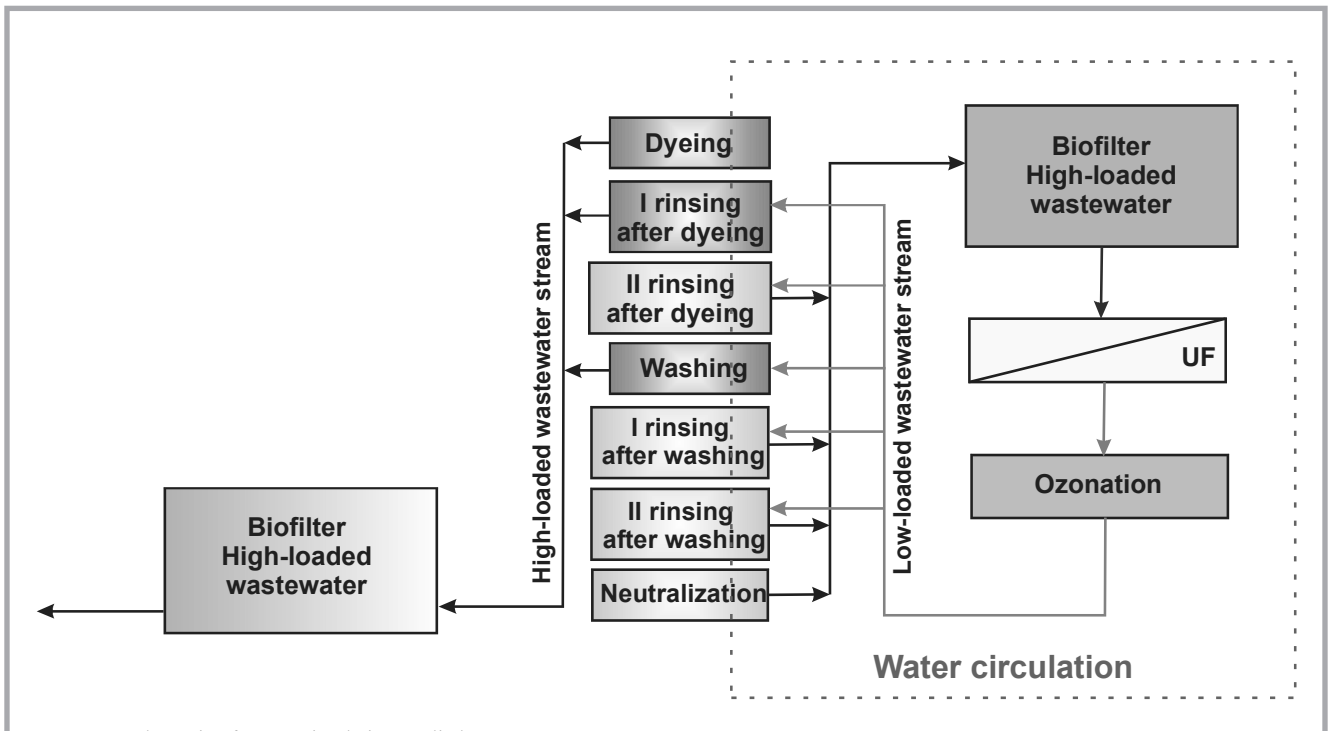 Dyeing
I rinsing
after dyeing
II rinsing
after dyeing
Washing
I rinsing
after washing
II rinsing
after washing
Neutralization
High-loaded wastewater stream
Low-loaded wastewater stream
Biofilter
High-loaded
wastewater
UF
Ozonation
Biofilter
High-loaded
wastewater
Water circulation